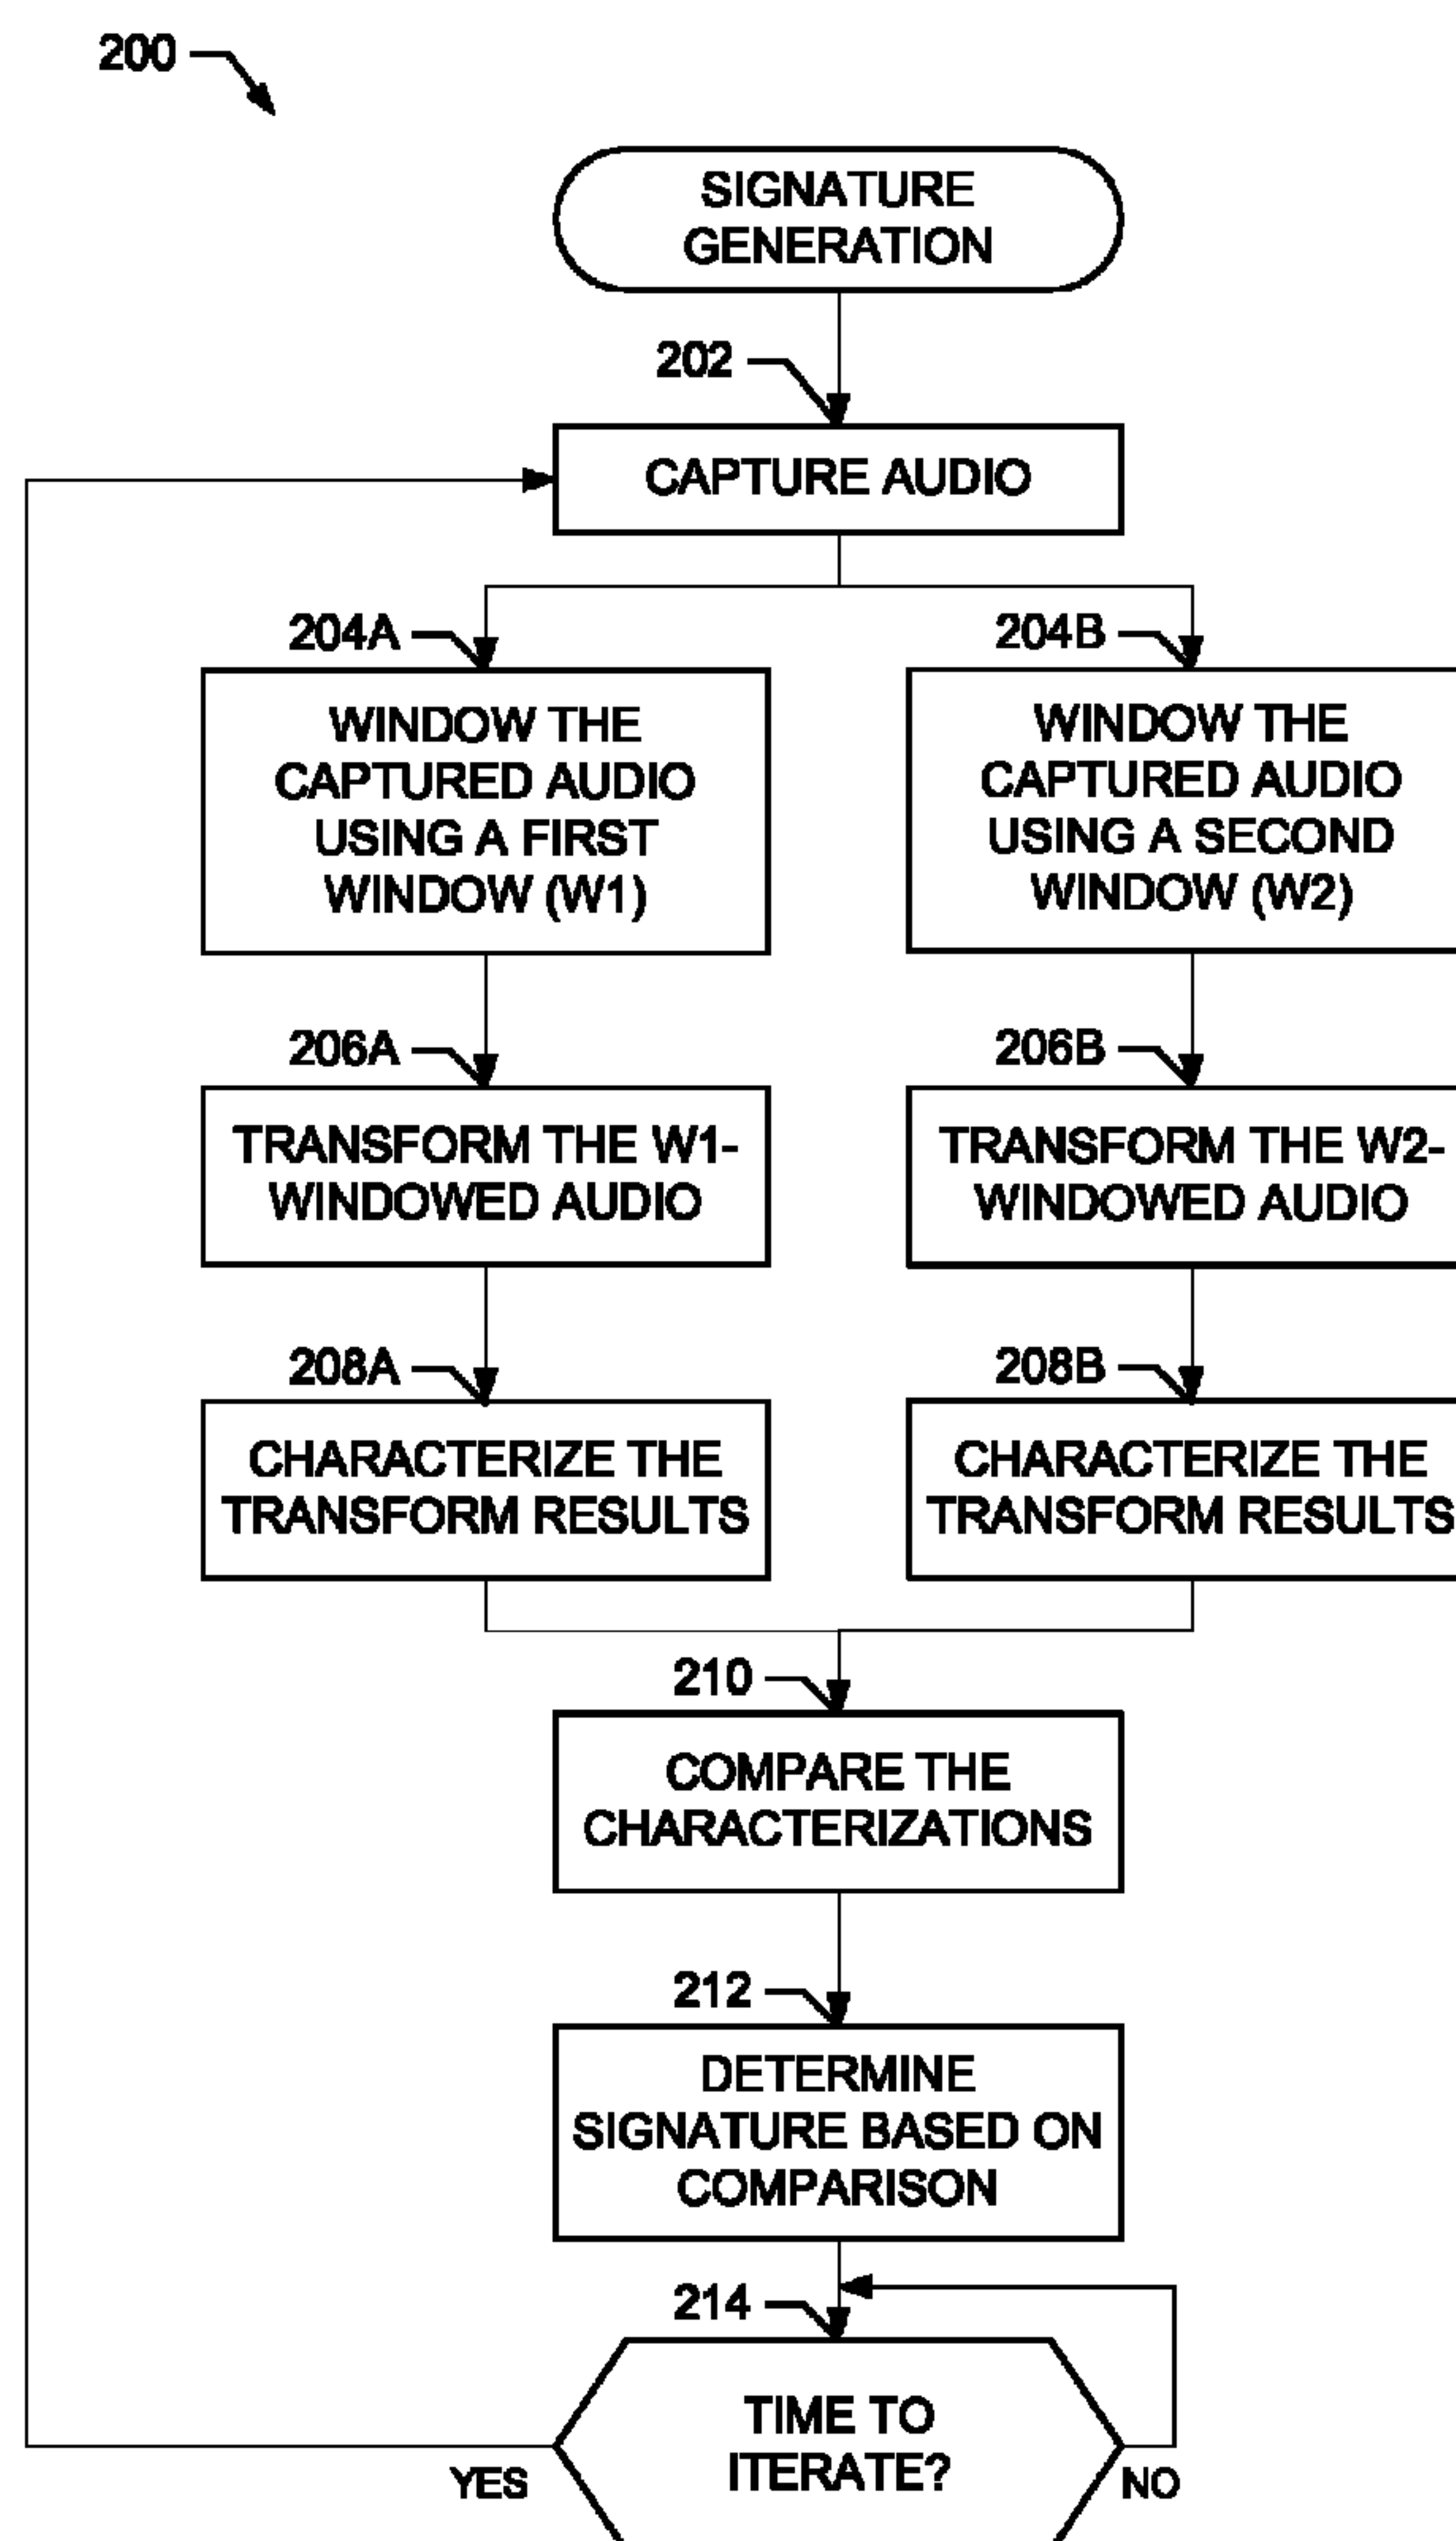 200
SIGNATURE
GENERATION
202
CAPTURE AUDIO
204A
WINDOW THE
CAPTURED AUDIO
USING A FIRST
WINDOW (W1)
204B
WINDOW THE
CAPTURED AUDIO
USING A SECOND
WINDOW (W2)
206A
TRANSFORM THE W1-
WINDOWED AUDIO
206B
TRANSFORM THE W2-
WINDOWED AUDIO
208A
CHARACTERIZE THE
TRANSFORM RESULTS
208B
CHARACTERIZE THE
TRANSFORM RESULTS
210
COMPARE THE
CHARACTERIZATIONS
212
DETERMINE
SIGNATURE BASED ON
COMPARISON
214
TIME TO
ITERATE?
YES
NO